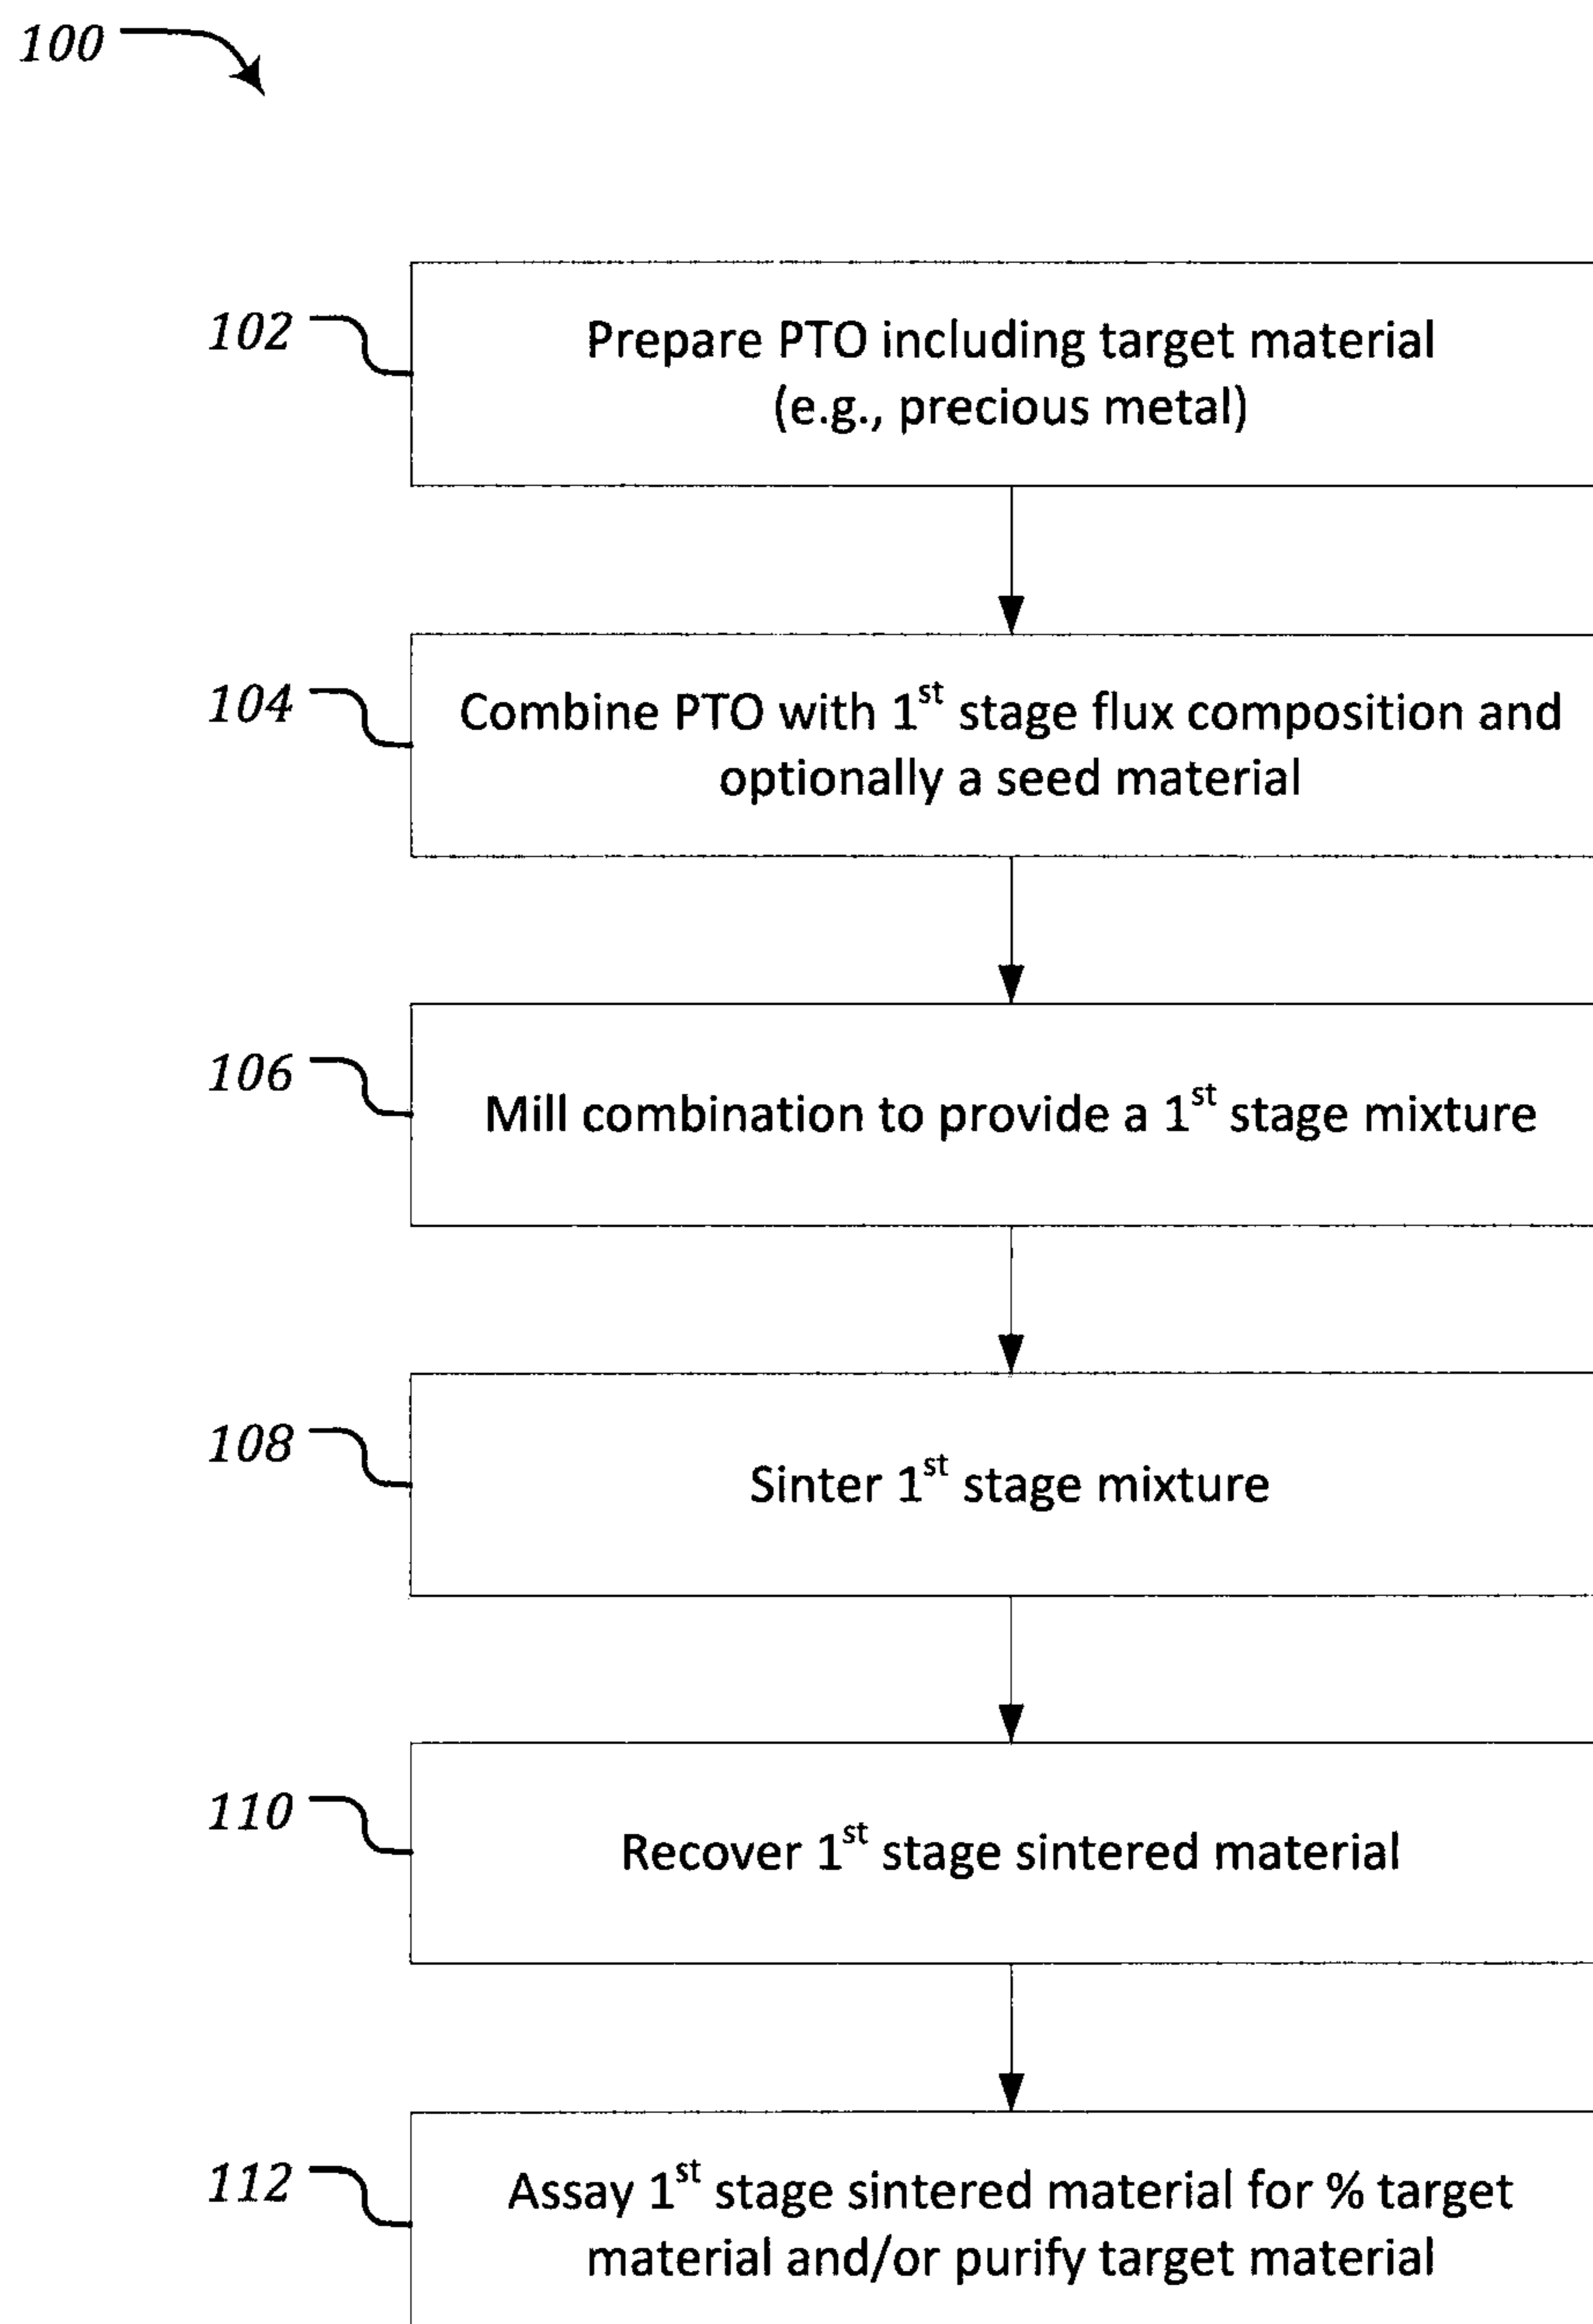 100
102
Prepare PTO including target material
(e.g., precious metal)
104
Combine PTO with 1st stage flux composition and
optionally a seed material
106
Mill combination to provide a 1st stage mixture
108
Sinter 1st stage mixture
110
Recover 1st stage sintered material
112
Assay 1st stage sintered material for % target
material and/or purify target material